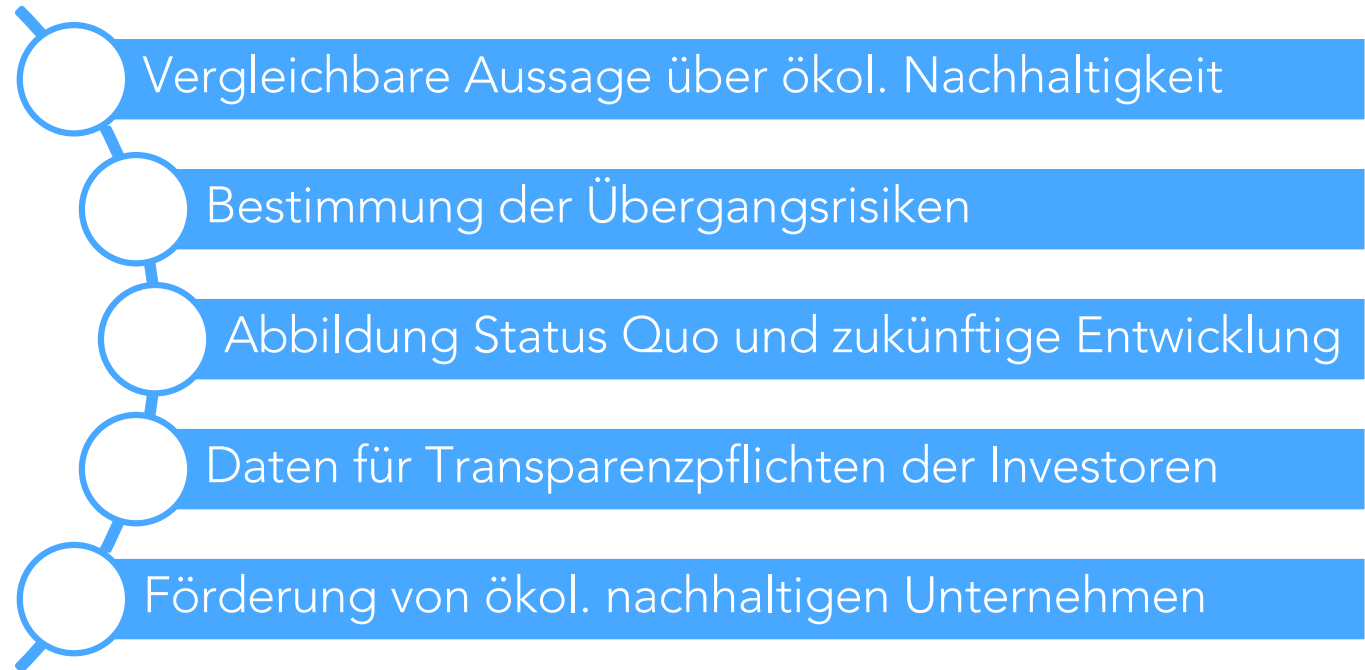 Vergleichbare Aussage über ökol. Nachhaltigkeit
Bestimmung der Übergangsrisiken
Abbildung Status Quo und zukünftige Entwicklung
Daten für Transparenzpflichten der Investoren
Förderung von ökol. nachhaltigen Unternehmen